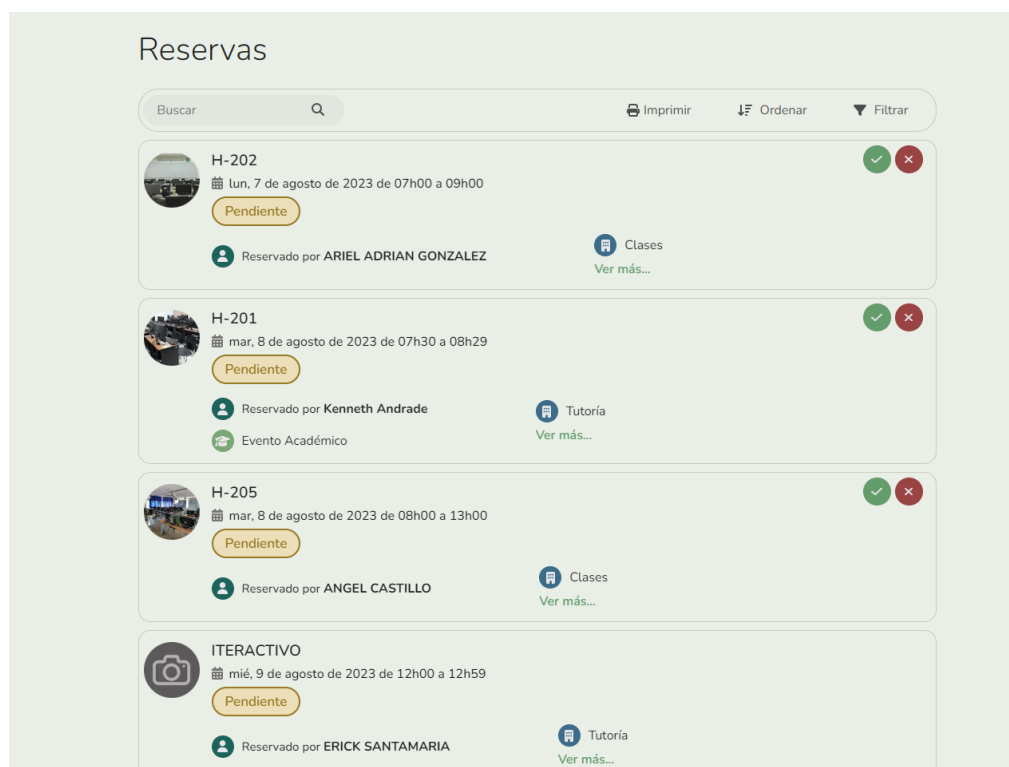 Reservas
Buscar
Imprimir
Ordenar
Filtrar
H-202
lun, 7 de agosto de 2023 de 07h00 a 09h00
Pendiente
Reservado por ARIEL ADRIAN GONZALEZ
Clases
Ver más...
H-201
mar, 8 de agosto de 2023 de 07h30 a 08h29
Pendiente
Reservado por Kenneth Andrade
Evento Académico
Tutoría
Ver más...
H-205
mar, 8 de agosto de 2023 de 08h00 a 13h00
Pendiente
Reservado por ANGEL CASTILLO
Clases
Ver más...
ITERACTIVO
mié, 9 de agosto de 2023 de 12h00 a 12h59
Pendiente
Reservado por ERICK SANTAMARIA
Tutoría
Ver más...